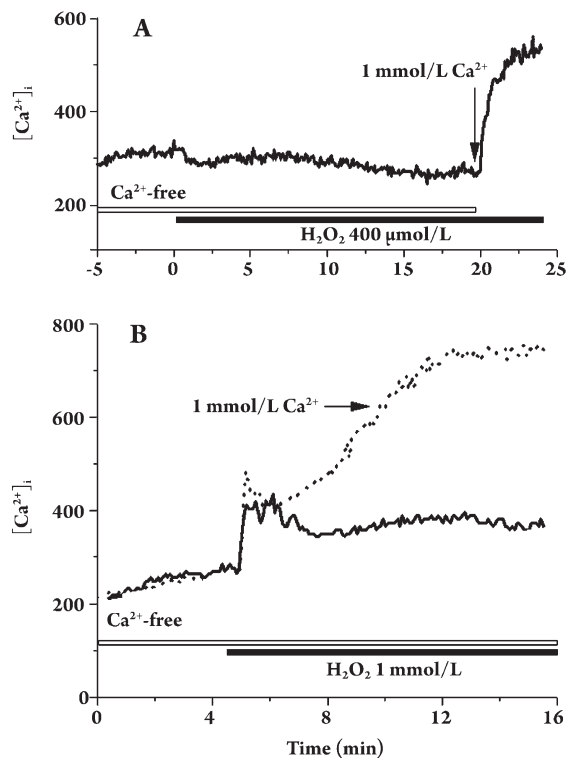 A
600
400
200
[Ca²⁺]ᵢ
1 mmol/L Ca²⁺
Ca²⁺-free
H₂O₂ 400 µmol/L
-5 0 5 10 15 20 25
B
800
600
400
200
0
[Ca²⁺]ᵢ
1 mmol/L Ca²⁺
Ca²⁺-free
H₂O₂ 1 mmol/L
0 4 8 12 16
Time (min)